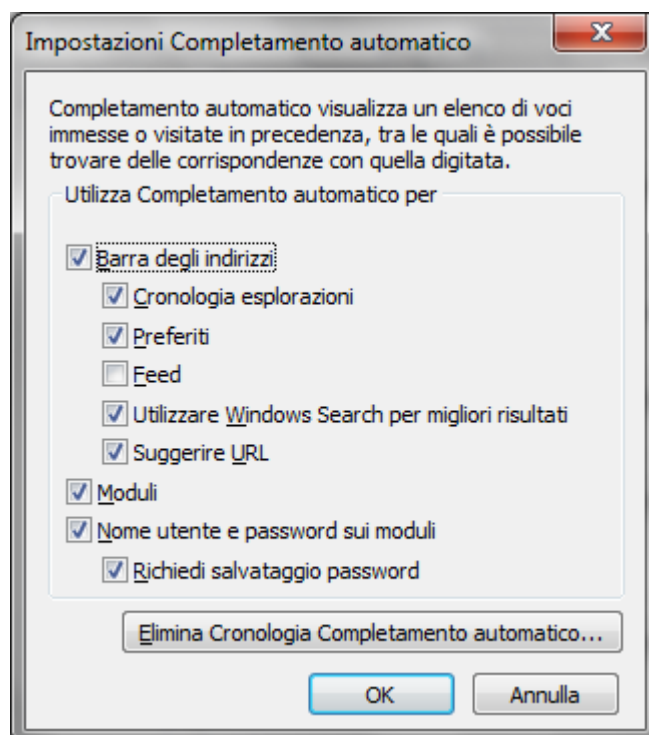 Impostazioni Completamento automatico
Completamento automatico visualizza un elenco di voci
immesse o visitate in precedenza, tra le quali è possibile
trovare delle corrispondenze con quella digitata.
Utilizza Completamento automatico per
Barra degli indirizzi
Cronologia esplorazioni
Preferiti
Feed
Utilizzare Windows Search per migliori risultati
Suggerire URL
Moduli
Nome utente e password sui moduli
Richiedi salvataggio password
Elimina Cronologia Completamento automatico...
OK
Annulla